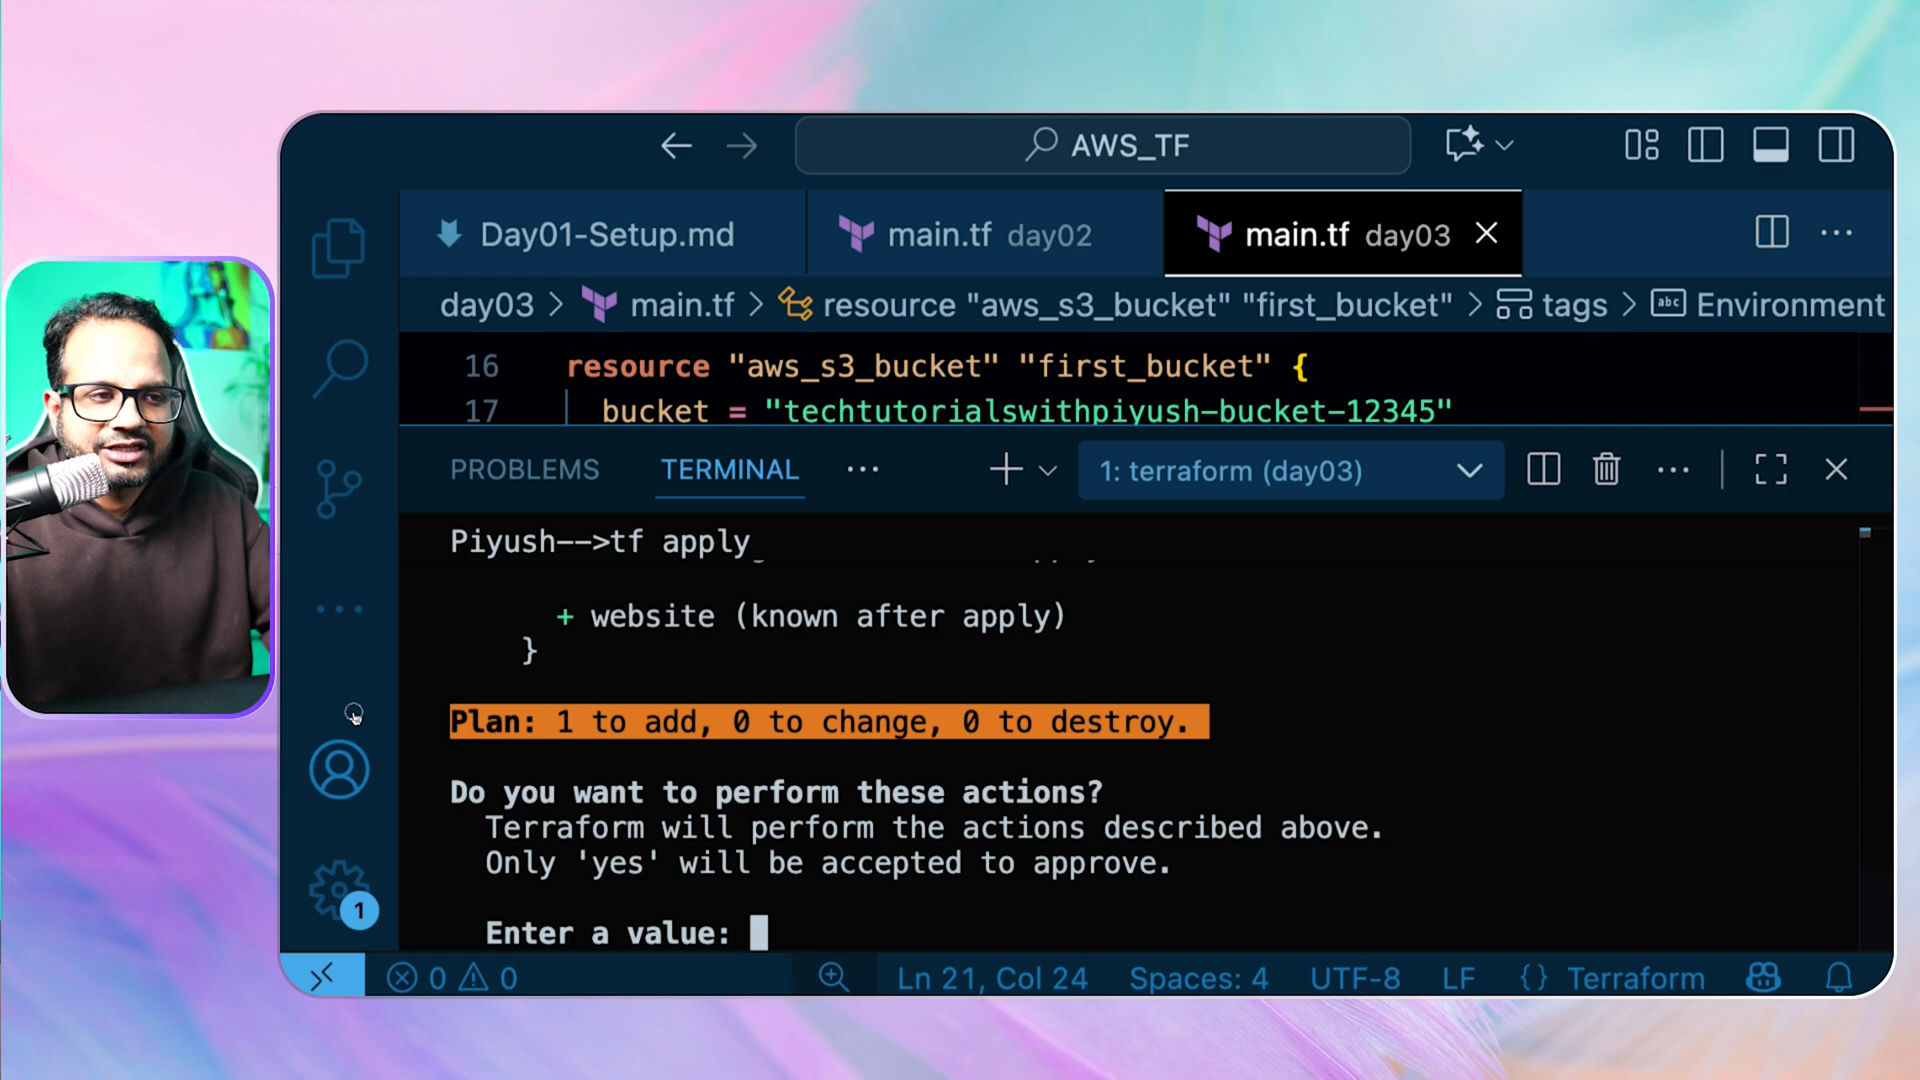 AWS_TF
Day01-Setup.md
main.tf day02
main.tf day03
day03 > main.tf > resource "aws_s3_bucket" "first_bucket" > tags > abc Environment
16 resource "aws_s3_bucket" "first_bucket" {
17 bucket = "techtutorialswithpiyush-bucket-12345"
PROBLEMS TERMINAL ... 1: terraform (day03)
Piyush-->tf apply
+ website (known after apply)
}
Plan: 1 to add, 0 to change, 0 to destroy.
Do you want to perform these actions?
Terraform will perform the actions described above.
Only 'yes' will be accepted to approve.
Enter a value:
1
0 0 Ln 21, Col 24 Spaces: 4 UTF-8 LF {} Terraform